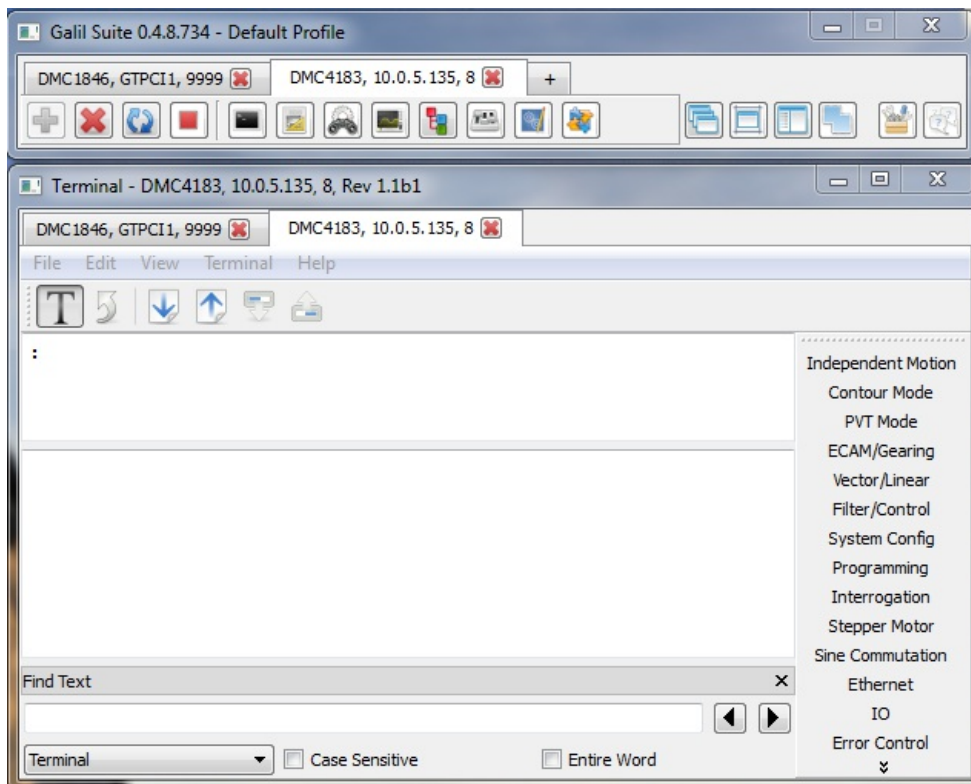 Galil Suite 0.4.8.734 - Default Profile
DMC1846, GTPCI1, 9999
DMC4183, 10.0.5.135, 8
+
Terminal - DMC4183, 10.0.5.135, 8, Rev 1.1b1
DMC1846, GTPCI1, 9999
DMC4183, 10.0.5.135, 8
File Edit View Terminal Help
T
:
Independent Motion
Contour Mode
PVT Mode
ECAM/Gearing
Vector/Linear
Filter/Control
System Config
Programming
Interrogation
Stepper Motor
Sine Commutation
Ethernet
IO
Error Control
Find Text
Terminal
Case Sensitive
Entire Word